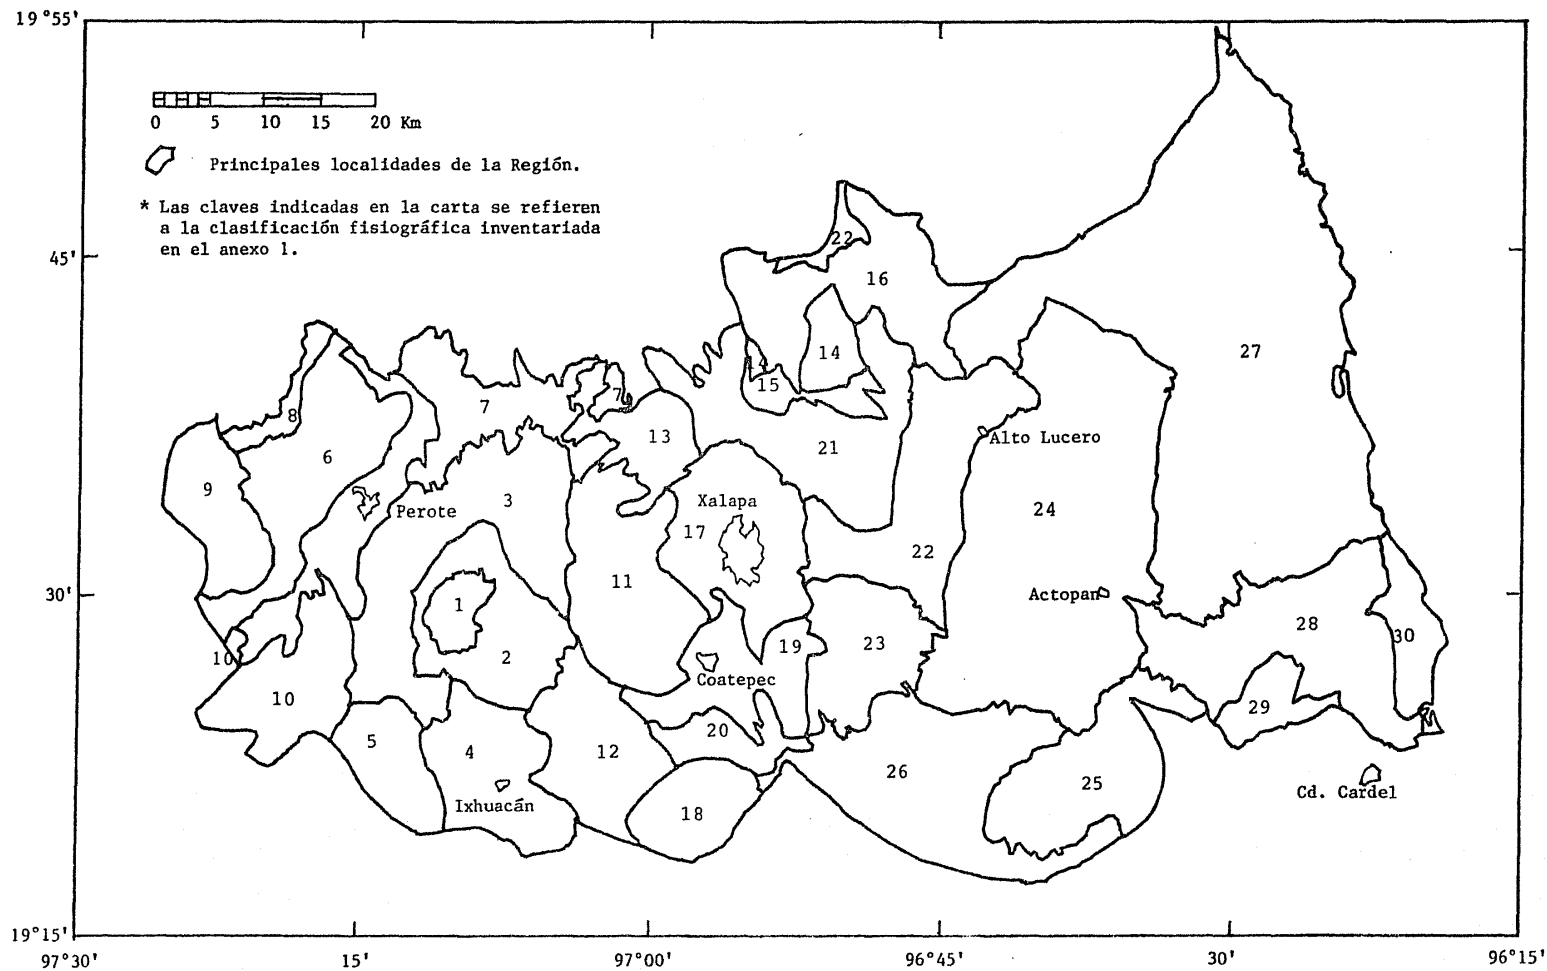 19°55'
0 5 10 15 20 Km
Principales localidades de la Región.
* Las claves indicadas en la carta se refieren
a la clasificación fisiográfica inventariada
en el anexo 1.
45'
22
16
14
14
15
27
8
7
7
6
13
21
Alto Lucero
9
3
Perote
Xalapa
17
24
22
11
30'
1
Actopan
10
2
19
23
28
30
Coatepec
10
29
5
4
12
20
26
25
Ixhuacán
18
Cd. Cardel
19°15'
97°30' 15' 97°00' 96°45' 30' 96°15'